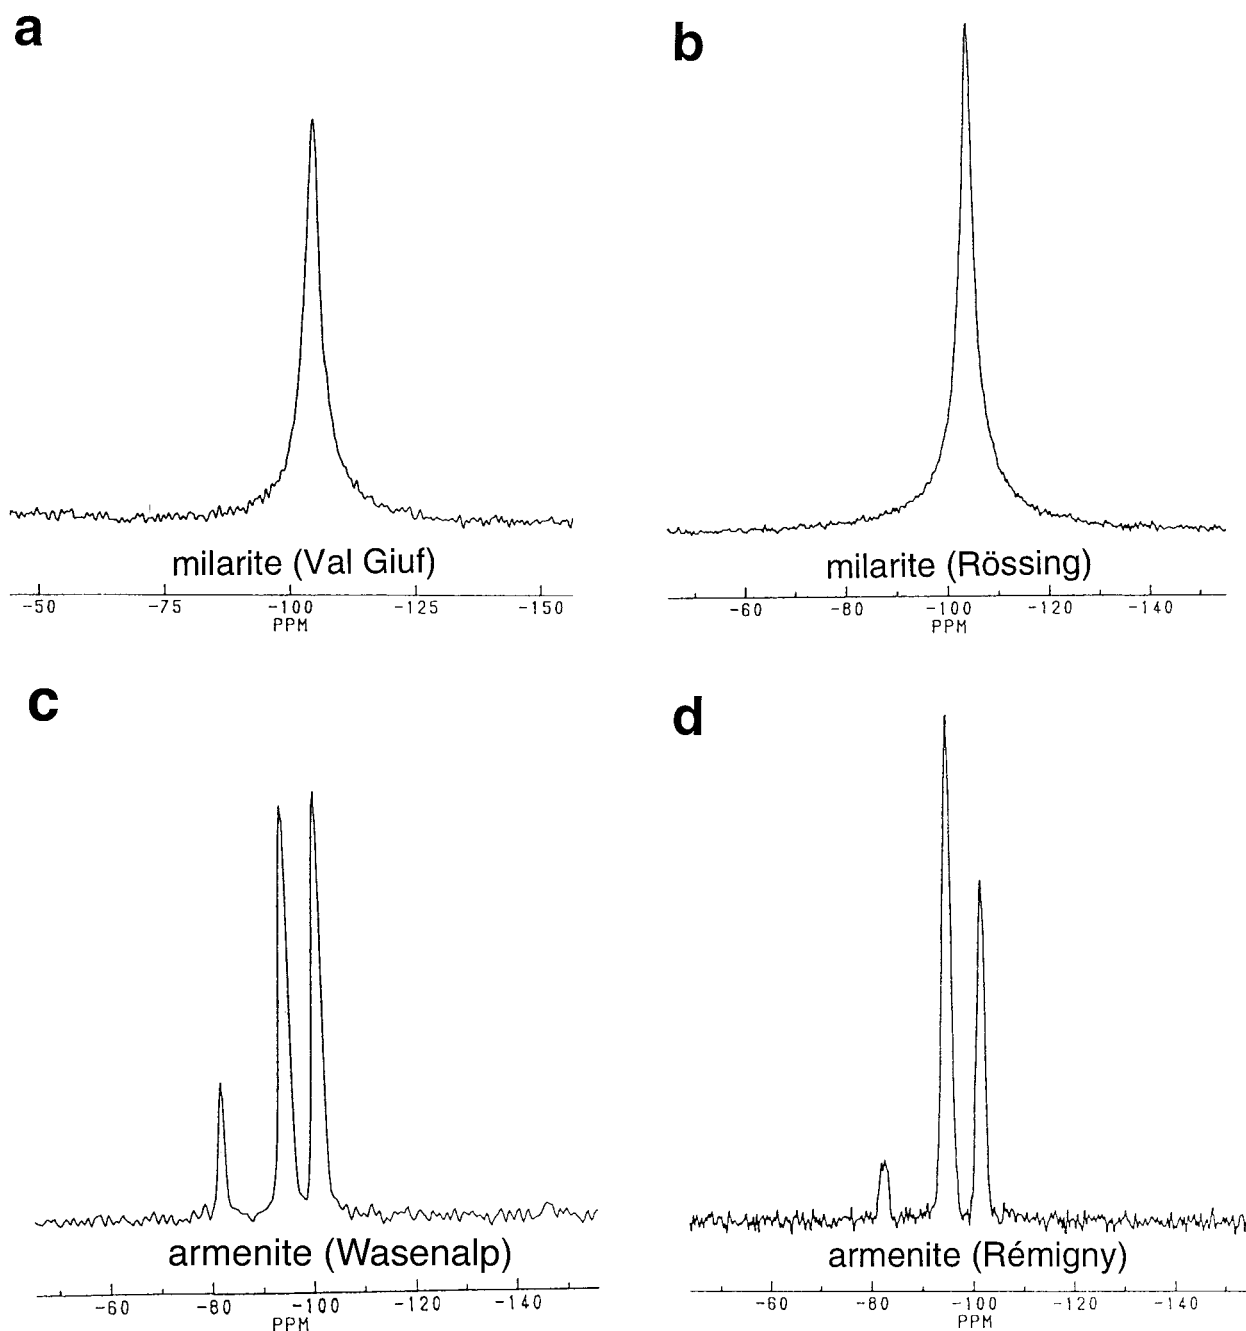 a
milarite (Val Giuf)
-50 -75 -100 -125 -150
PPM
b
milarite (Rössing)
-60 -80 -100 -120 -140
PPM
c
armenite (Wasenalp)
-60 -80 -100 -120 -140
PPM
d
armenite (Rémigny)
-60 -80 -100 -120 -140
PPM